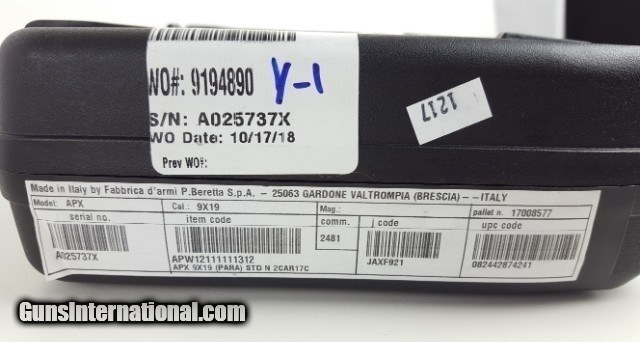 WO#: 9194890
Y-1
S/N: A025737X
WO Date: 10/17/18
Prev WO#:
1217
Made in Italy by Fabbrica d'armi P.Beretta S.p.A. - 25063 GARDONE VALTROMPIA (BRESCIA) - -ITALY
Model: APX Cal.: 9X19 Mag.: pallet n. 17008577
serial no. item code comm. j code upc code
2481
A025737X APW12111111312 JAXF921 082442874241
APX 9X19 (PARA) STD N 2CAR17C
GunsInternational.com